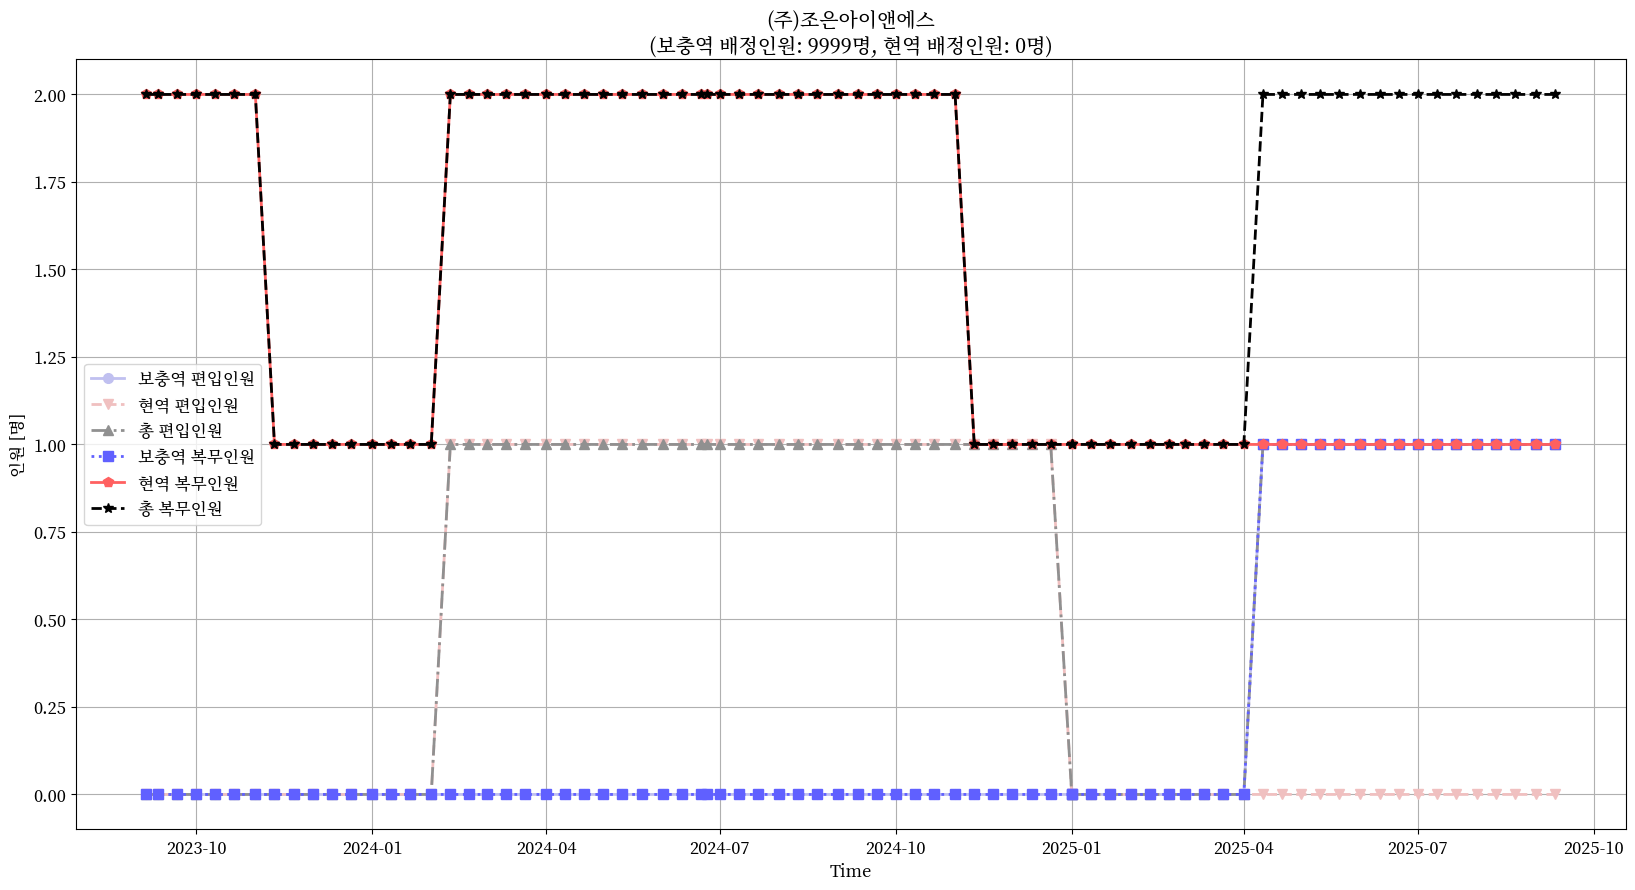 (주)조은아이앤에스
(보충역 배정인원: 9999명, 현역 배정인원: 0명)
2.00
1.75
1.50
1.25
1.00
0.75
0.50
0.25
0.00
인원 [명]
보충역 편입인원
현역 편입인원
총 편입인원
보충역 복무인원
현역 복무인원
총 복무인원
2023-10
2024-01
2024-04
2024-07
2024-10
2025-01
2025-04
2025-07
2025-10
Time